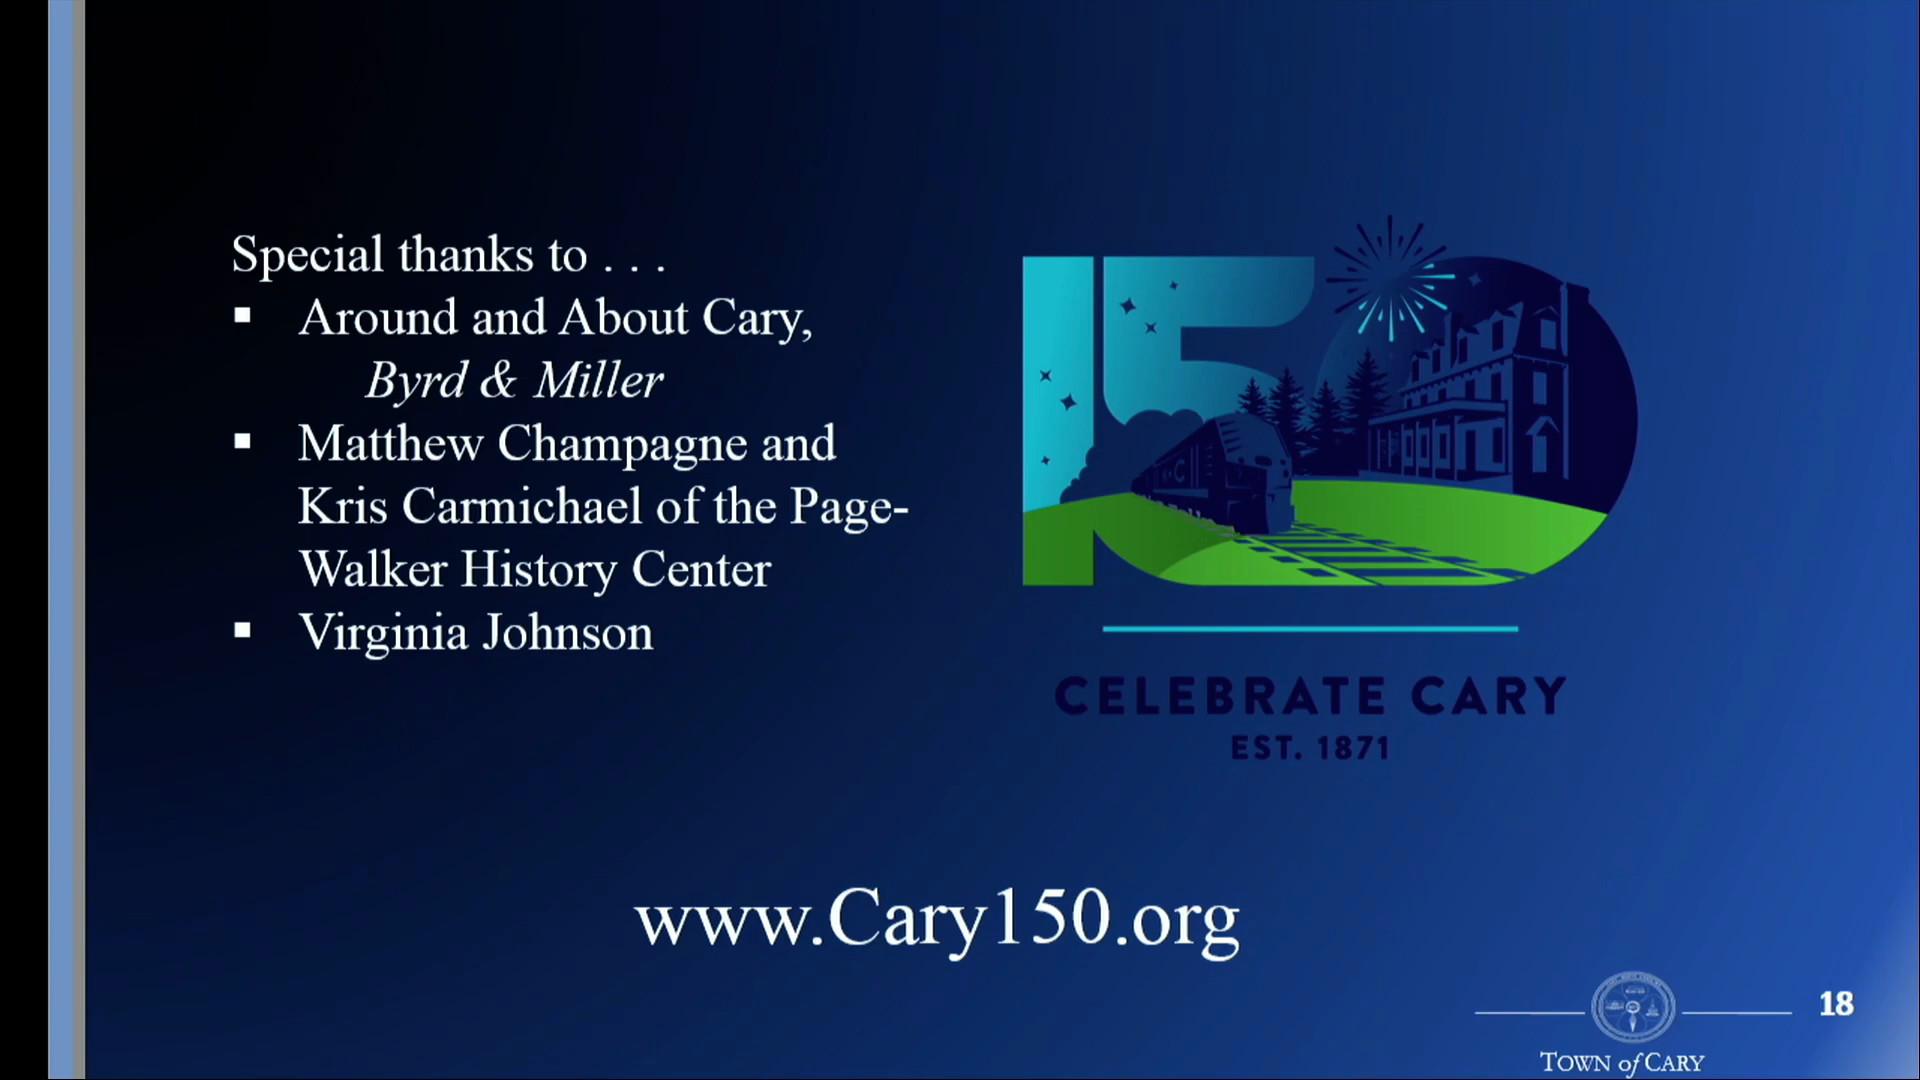 Special thanks to . . .
▪ Around and About Cary,
Byrd & Miller
▪ Matthew Champagne and
Kris Carmichael of the Page-
Walker History Center
▪ Virginia Johnson
150
C
CELEBRATE CARY
EST. 1871
www.Cary150.org
18
TOWN of CARY